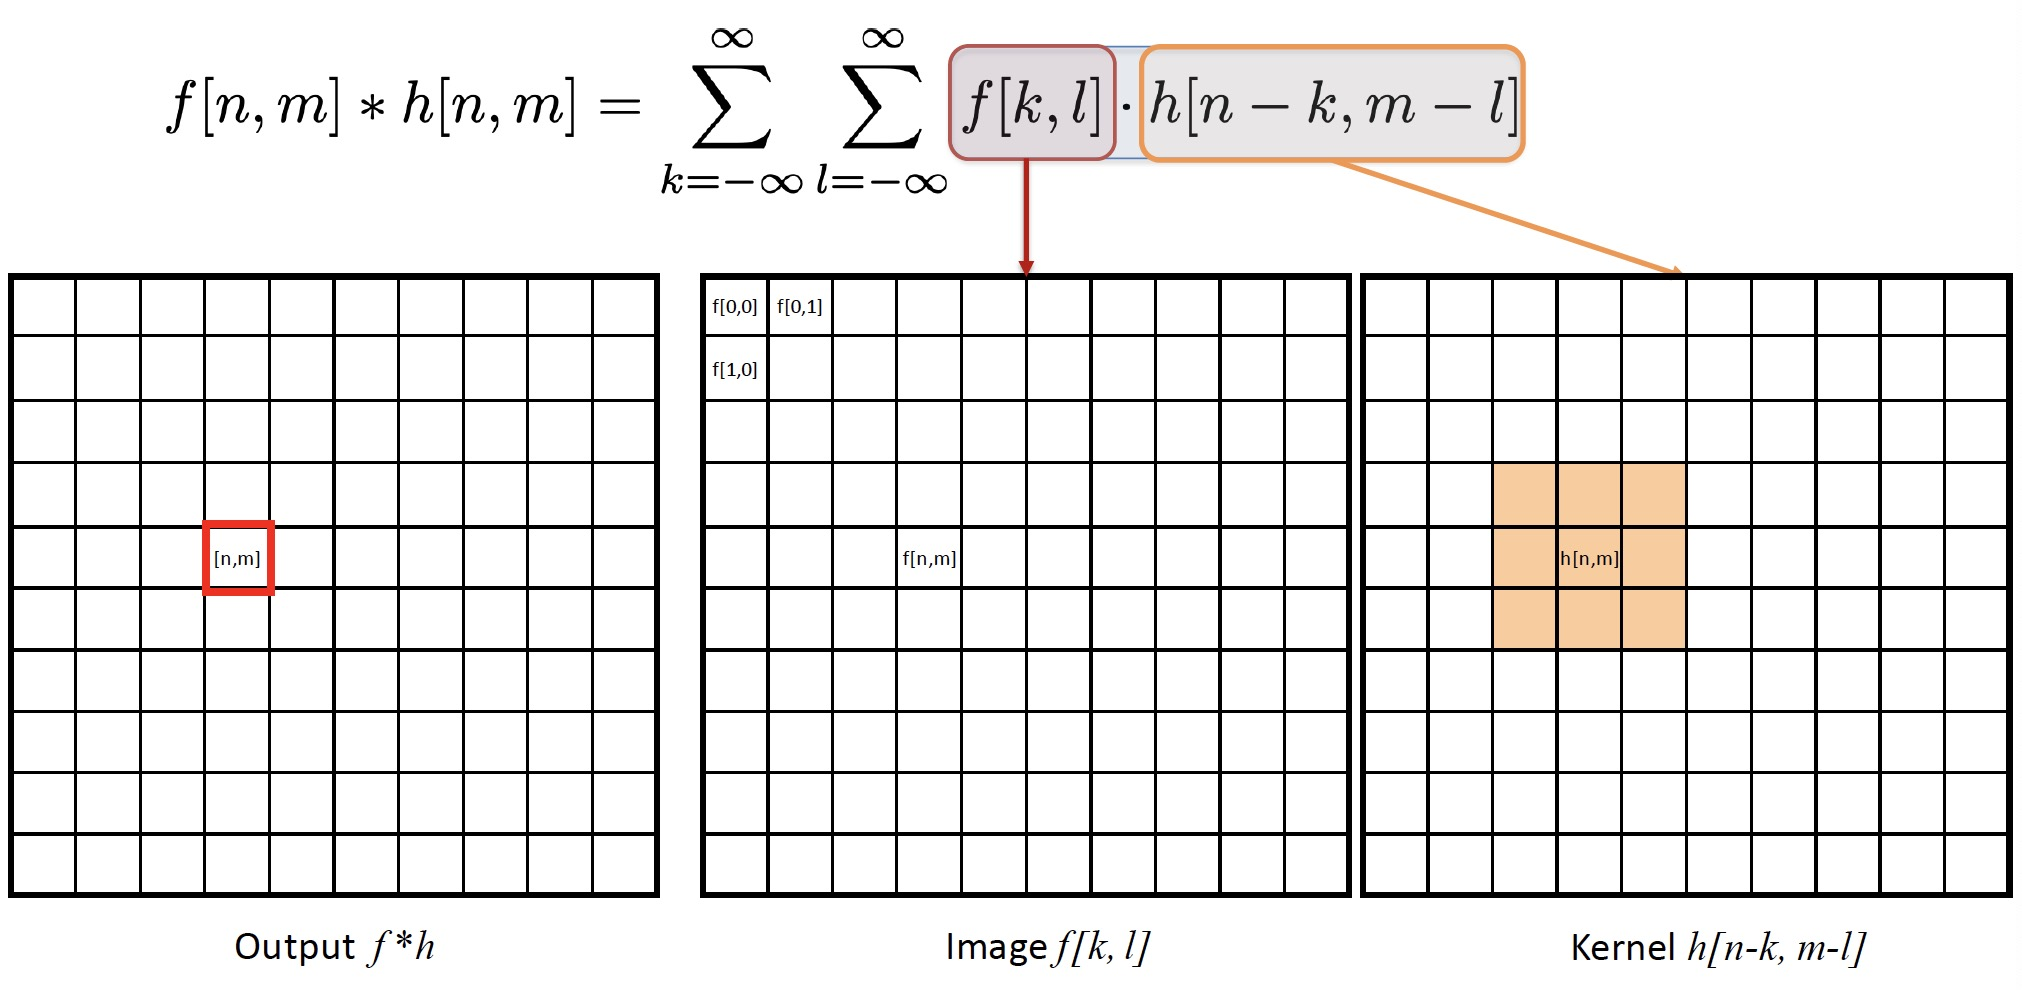 f[n, m] ∗ h[n, m] = ∑_{k=−∞}^{∞} ∑_{l=−∞}^{∞} f[k, l] · h[n − k, m − l]
f[0,0] f[0,1]
f[1,0]
[n,m] f[n,m] h[n,m]
Output f *h Image f[k, l] Kernel h[n-k, m-l]